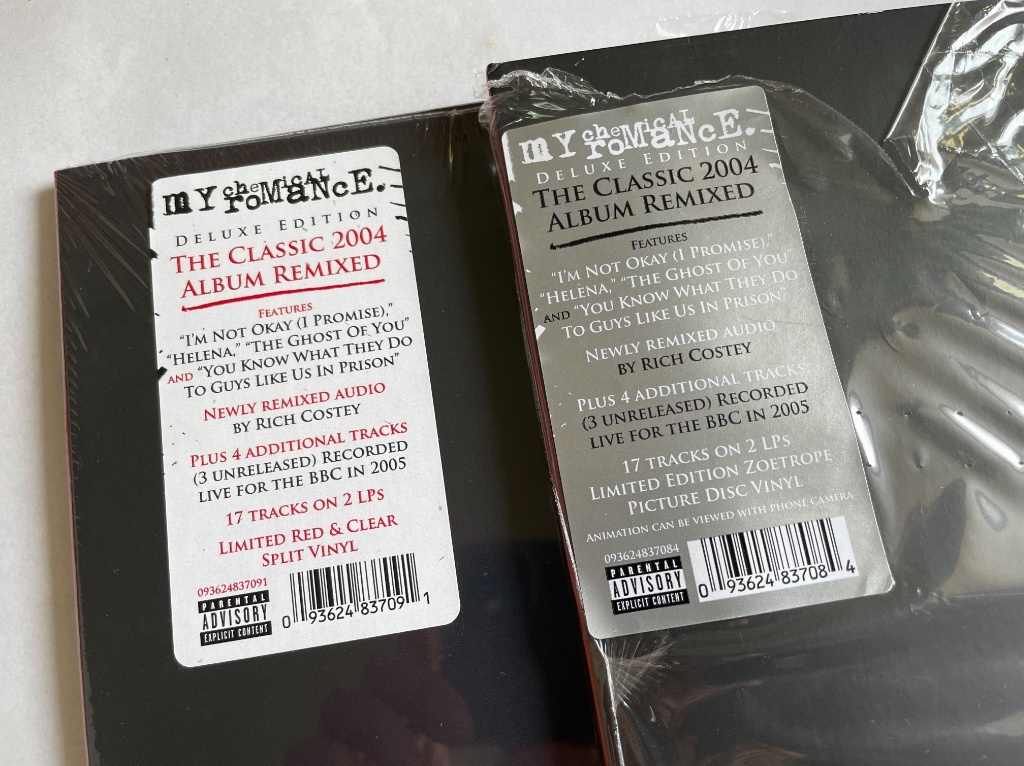 my chemical romance.
DELUXE EDITION
THE CLASSIC 2004
ALBUM REMIXED
FEATURES
"I'M NOT OKAY (I PROMISE),"
"HELENA," "THE GHOST OF YOU"
AND "YOU KNOW WHAT THEY DO
TO GUYS LIKE US IN PRISON"
NEWLY REMIXED AUDIO
BY RICH COSTEY
PLUS 4 ADDITIONAL TRACKS
(3 UNRELEASED) RECORDED
LIVE FOR THE BBC IN 2005
17 TRACKS ON 2 LPS
LIMITED RED & CLEAR
SPLIT VINYL
093624837091
PARENTAL
ADVISORY
EXPLICIT CONTENT
0 93624 83709 1
my chemical romance.
DELUXE EDITION
THE CLASSIC 2004
ALBUM REMIXED
FEATURES
"I'M NOT OKAY (I PROMISE),"
"HELENA," "THE GHOST OF YOU"
AND "YOU KNOW WHAT THEY DO
TO GUYS LIKE US IN PRISON"
NEWLY REMIXED AUDIO
BY RICH COSTEY
PLUS 4 ADDITIONAL TRACKS
(3 UNRELEASED) RECORDED
LIVE FOR THE BBC IN 2005
17 TRACKS ON 2 LPS
LIMITED EDITION ZOETROPE
PICTURE DISC VINYL
ANIMATION CAN BE VIEWED WITH PHONE CAMERA
093624837084
PARENTAL
ADVISORY
EXPLICIT CONTENT
0 93624 83708 4